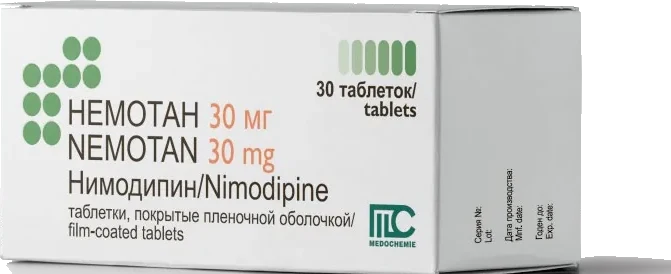 НЕМОТАН 30 мг
NEMOTAN 30 mg
Нимодипин/Nimodipine
таблетки, покрытые пленочной оболочкой/
film-coated tablets
30 таблеток/
tablets
MC
MEDOCHEMIE
Серия №:
Lot:
Дата производства:
Mnf. date:
Годен до:
Exp. date: